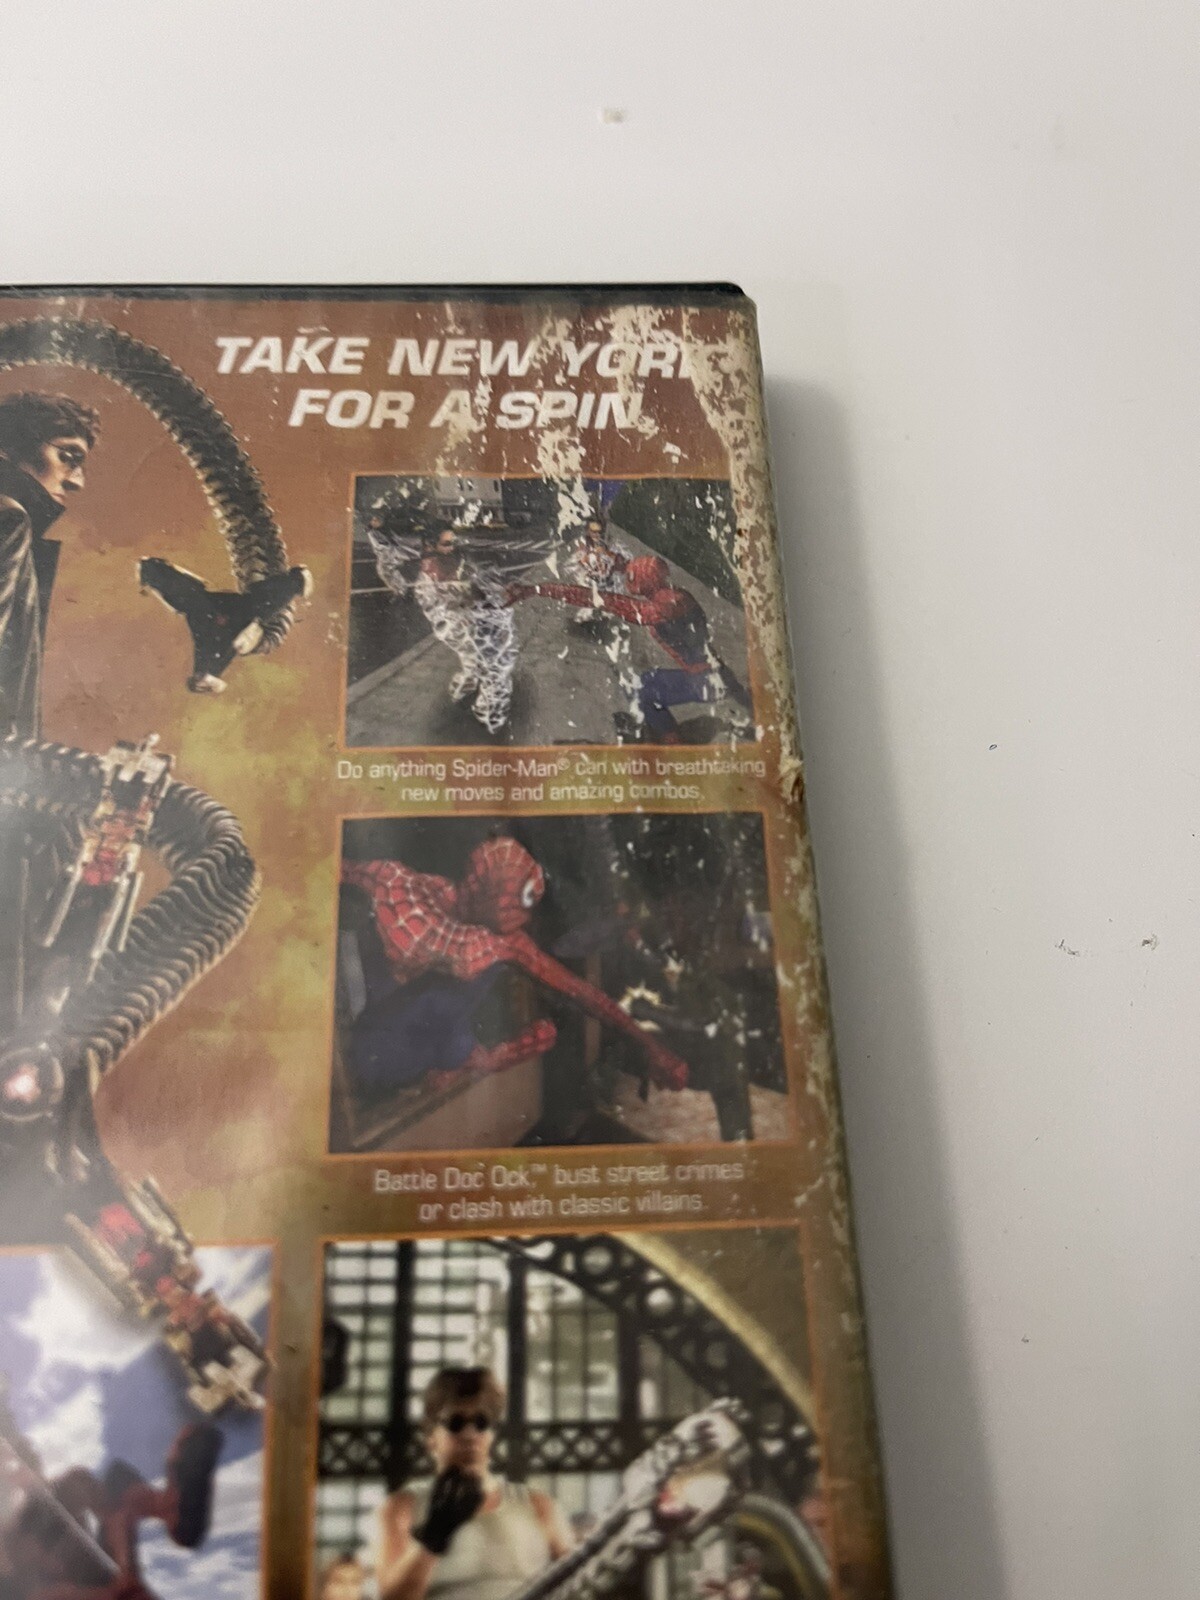 TAKE NEW YORK
FOR A SPIN
Do anything Spider-Man® can with breathtaking
new moves and amazing combos.
Battle Doc Ock,™ bust street crimes
or clash with classic villains.